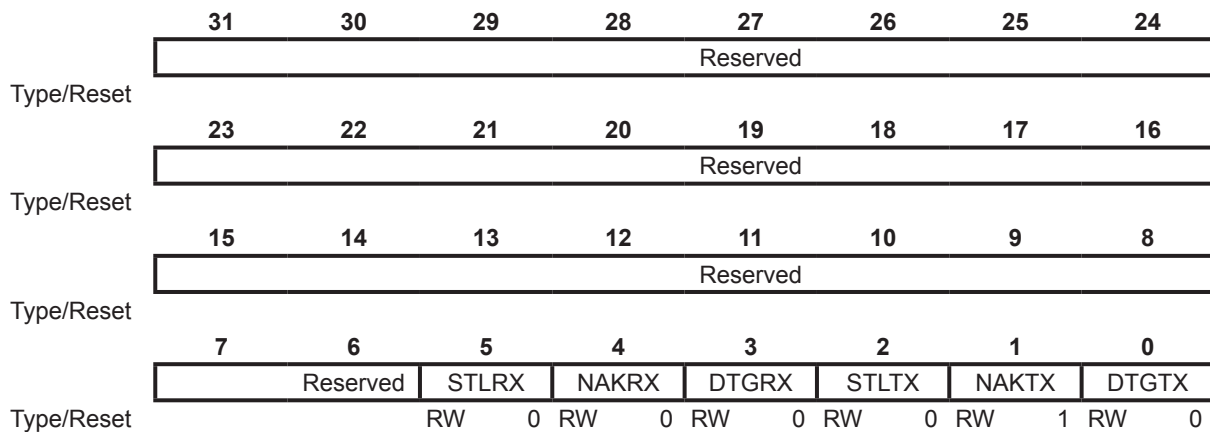 31 30 29 28 27 26 25 24
Reserved
Type/Reset
23 22 21 20 19 18 17 16
Reserved
Type/Reset
15 14 13 12 11 10 9 8
Reserved
Type/Reset
7 6 5 4 3 2 1 0
Reserved STLRX NAKRX DTGRX STLTX NAKTX DTGTX
Type/Reset RW 0 RW 0 RW 0 RW 0 RW 1 RW 0